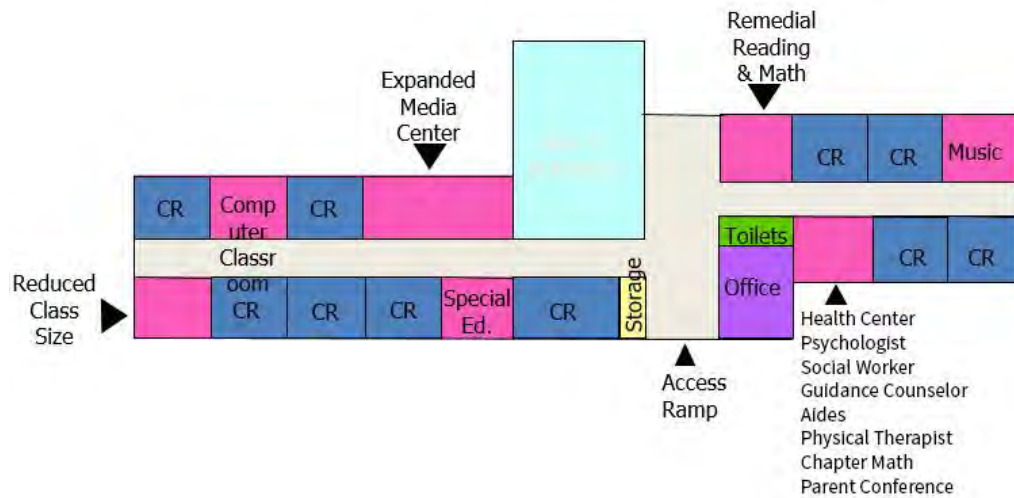 Remedial
Reading
& Math
Expanded
Media
Center
CR
CR
Music
CR
Comp
uter
Classr
oom
CR
Toilets
Office
CR
CR
Reduced
Class
Size
CR
CR
CR
Special
Ed.
CR
Storage
Access
Ramp
Health Center
Psychologist
Social Worker
Guidance Counselor
Aides
Physical Therapist
Chapter Math
Parent Conference